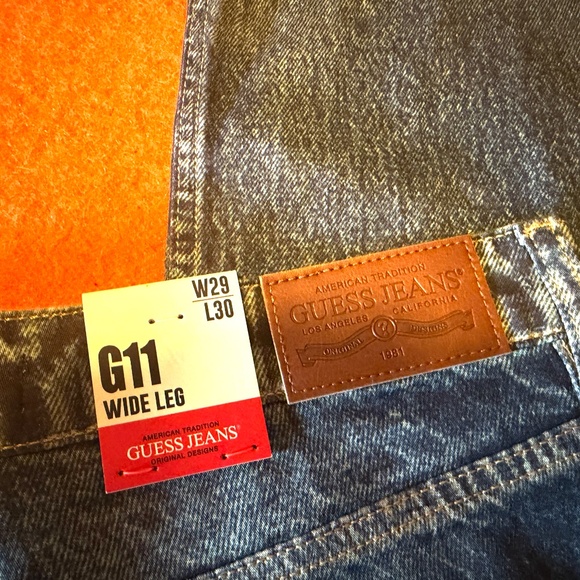 W29
L30
G11
WIDE LEG
AMERICAN TRADITION
GUESS JEANS®
ORIGINAL DESIGNS
AMERICAN TRADITION
GUESS JEANS®
LOS ANGELES CALIFORNIA
ORIGINAL DESIGNS
1981